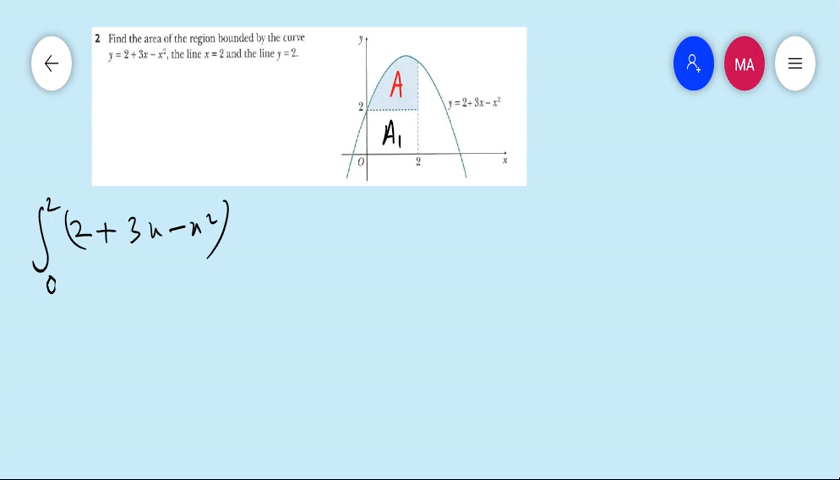 2 Find the area of the region bounded by the curve
y = 2 + 3x – x², the line x = 2 and the line y = 2.
y
A
2
y = 2 + 3x – x²
A₁
O
2
x
MA
∫₀² (2 + 3x – x²)